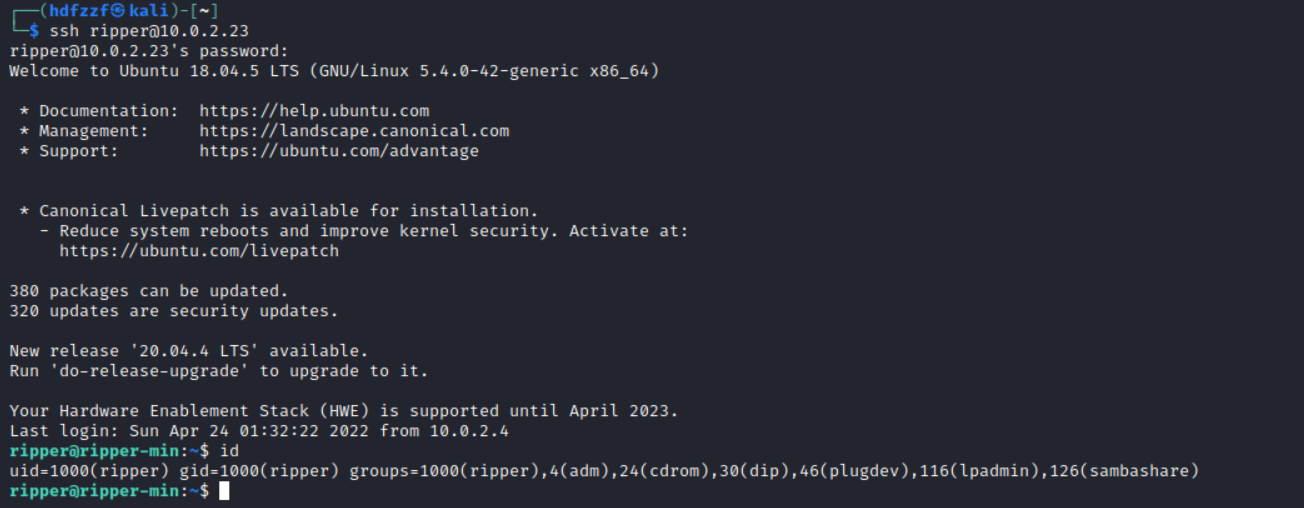 ┌──(hdfzzf㉿kali)-[~]
└─$ ssh ripper@10.0.2.23
ripper@10.0.2.23's password:
Welcome to Ubuntu 18.04.5 LTS (GNU/Linux 5.4.0-42-generic x86_64)
* Documentation:  https://help.ubuntu.com
* Management:     https://landscape.canonical.com
* Support:        https://ubuntu.com/advantage
* Canonical Livepatch is available for installation.
- Reduce system reboots and improve kernel security. Activate at:
https://ubuntu.com/livepatch
380 packages can be updated.
320 updates are security updates.
New release '20.04.4 LTS' available.
Run 'do-release-upgrade' to upgrade to it.
Your Hardware Enablement Stack (HWE) is supported until April 2023.
Last login: Sun Apr 24 01:32:22 2022 from 10.0.2.4
ripper@ripper-min:~$ id
uid=1000(ripper) gid=1000(ripper) groups=1000(ripper),4(adm),24(cdrom),30(dip),46(plugdev),116(lpadmin),126(sambashare)
ripper@ripper-min:~$